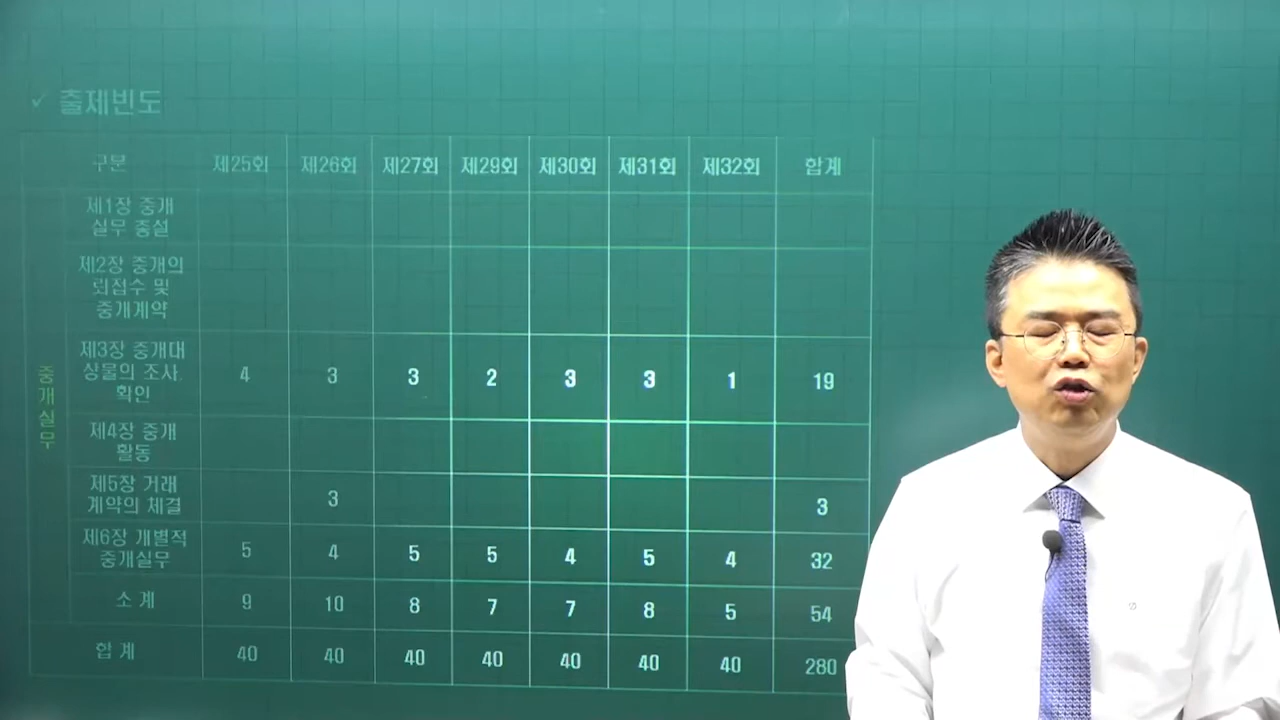 ✓ 출제빈도
구분 제25회 제26회 제27회 제29회 제30회 제31회 제32회 합계
중개실무
제1장 중개
실무 총설
제2장 중개의
뢰접수 및
중개계약
제3장 중개대
상물의 조사.
확인
4 3 3 2 3 3 1 19
제4장 중개
활동
제5장 거래
계약의 체결
3 3
제6장 개별적
중개실무
5 4 5 5 4 5 4 32
소 계 9 10 8 7 7 8 5 54
합 계 40 40 40 40 40 40 40 280